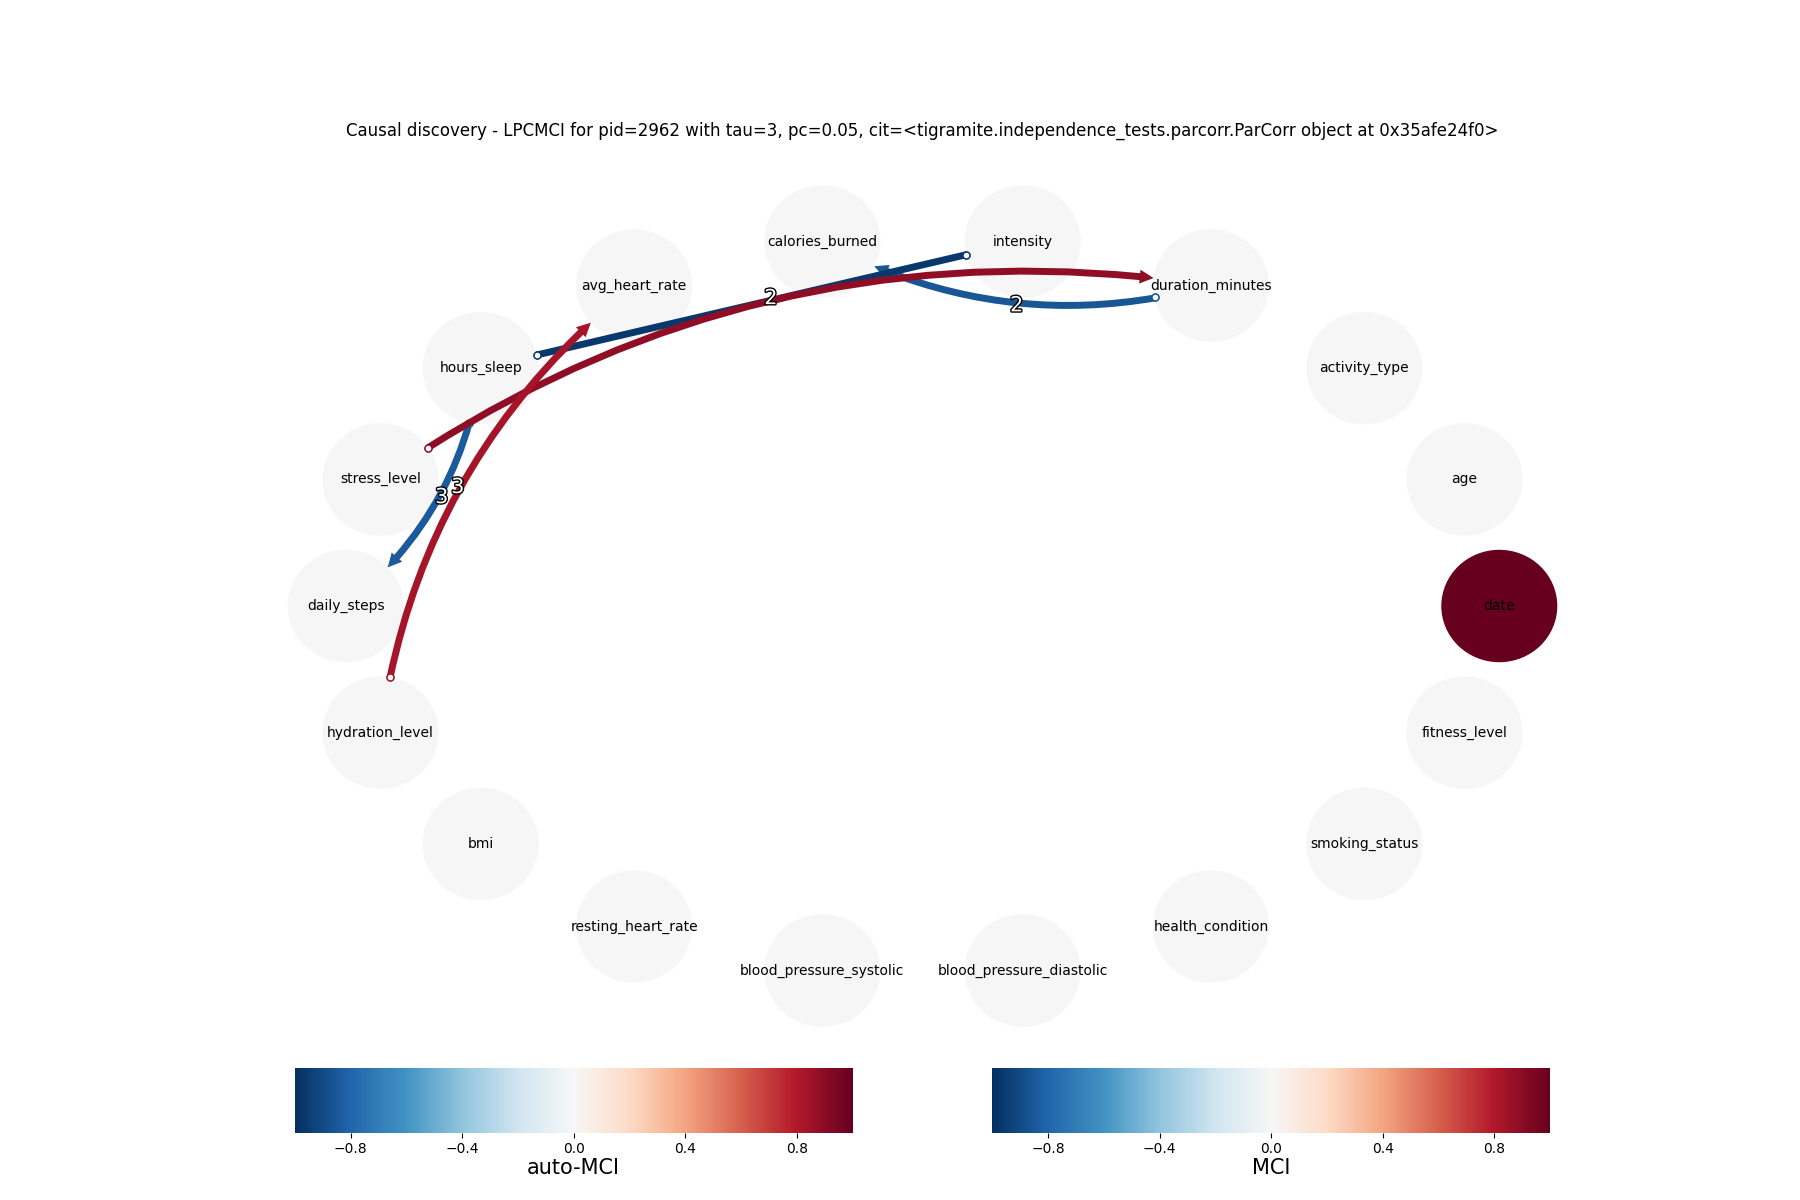 Causal discovery - LPCMCI for pid=2962 with tau=3, pc=0.05, cit=<tigramite.independence_tests.parcorr.ParCorr object at 0x35afe24f0>
calories_burned
intensity
avg_heart_rate
duration_minutes
2
2
hours_sleep
activity_type
stress_level
age
3
3
daily_steps
date
hydration_level
fitness_level
bmi
smoking_status
resting_heart_rate
health_condition
blood_pressure_systolic
blood_pressure_diastolic
−0.8 −0.4 0.0 0.4 0.8
auto-MCI
−0.8 −0.4 0.0 0.4 0.8
MCI